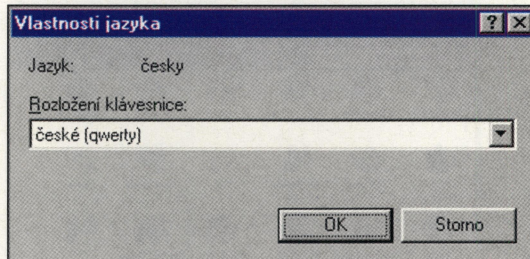 Vlastnosti jazyka
Jazyk: česky
Rozložení klávesnice:
české (qwerty)
OK Storno